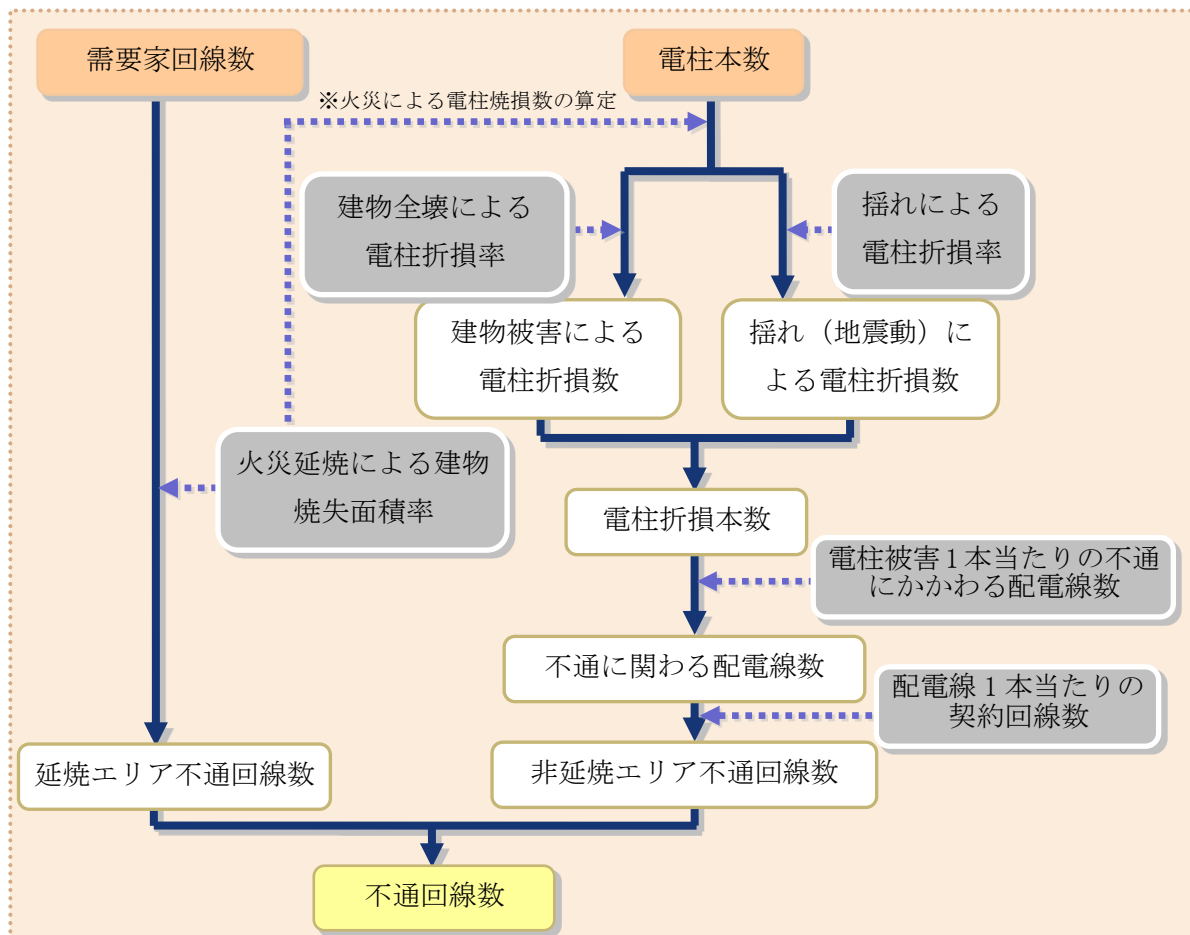 需要家回線数
電柱本数
※火災による電柱焼損数の算定
建物全壊による
電柱折損率
揺れによる
電柱折損率
建物被害による
電柱折損数
揺れ（地震動）に
よる電柱折損数
火災延焼による建物
焼失面積率
電柱折損本数
電柱被害１本当たりの不通
にかかわる配電線数
不通に関わる配電線数
配電線１本当たりの
契約回線数
延焼エリア不通回線数
非延焼エリア不通回線数
不通回線数